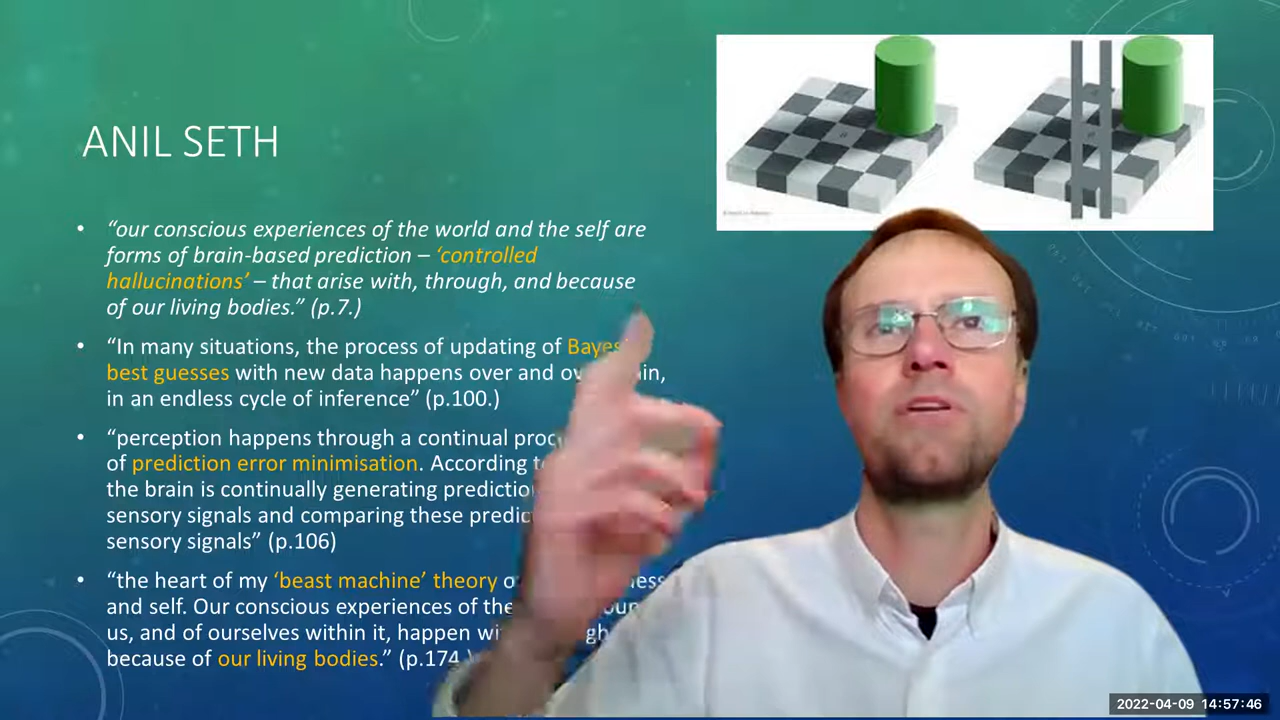 ANIL SETH
• “our conscious experiences of the world and the self are
forms of brain-based prediction – ‘controlled
hallucinations’ – that arise with, through, and because
of our living bodies.” (p.7.)
• “In many situations, the process of updating of
best guesses with new data happens over and
in an endless cycle of inference” (p.100.)
• “perception happens through a continual
of prediction error minimisation. According
the brain is continually generating
sensory signals and comparing these
sensory signals” (p.106)
• “the heart of my ‘beast machine’ theory
and self. Our conscious experiences of the
us, and of ourselves within it, happen
because of our living bodies.” (p.174
2022-04-09 14:57:46